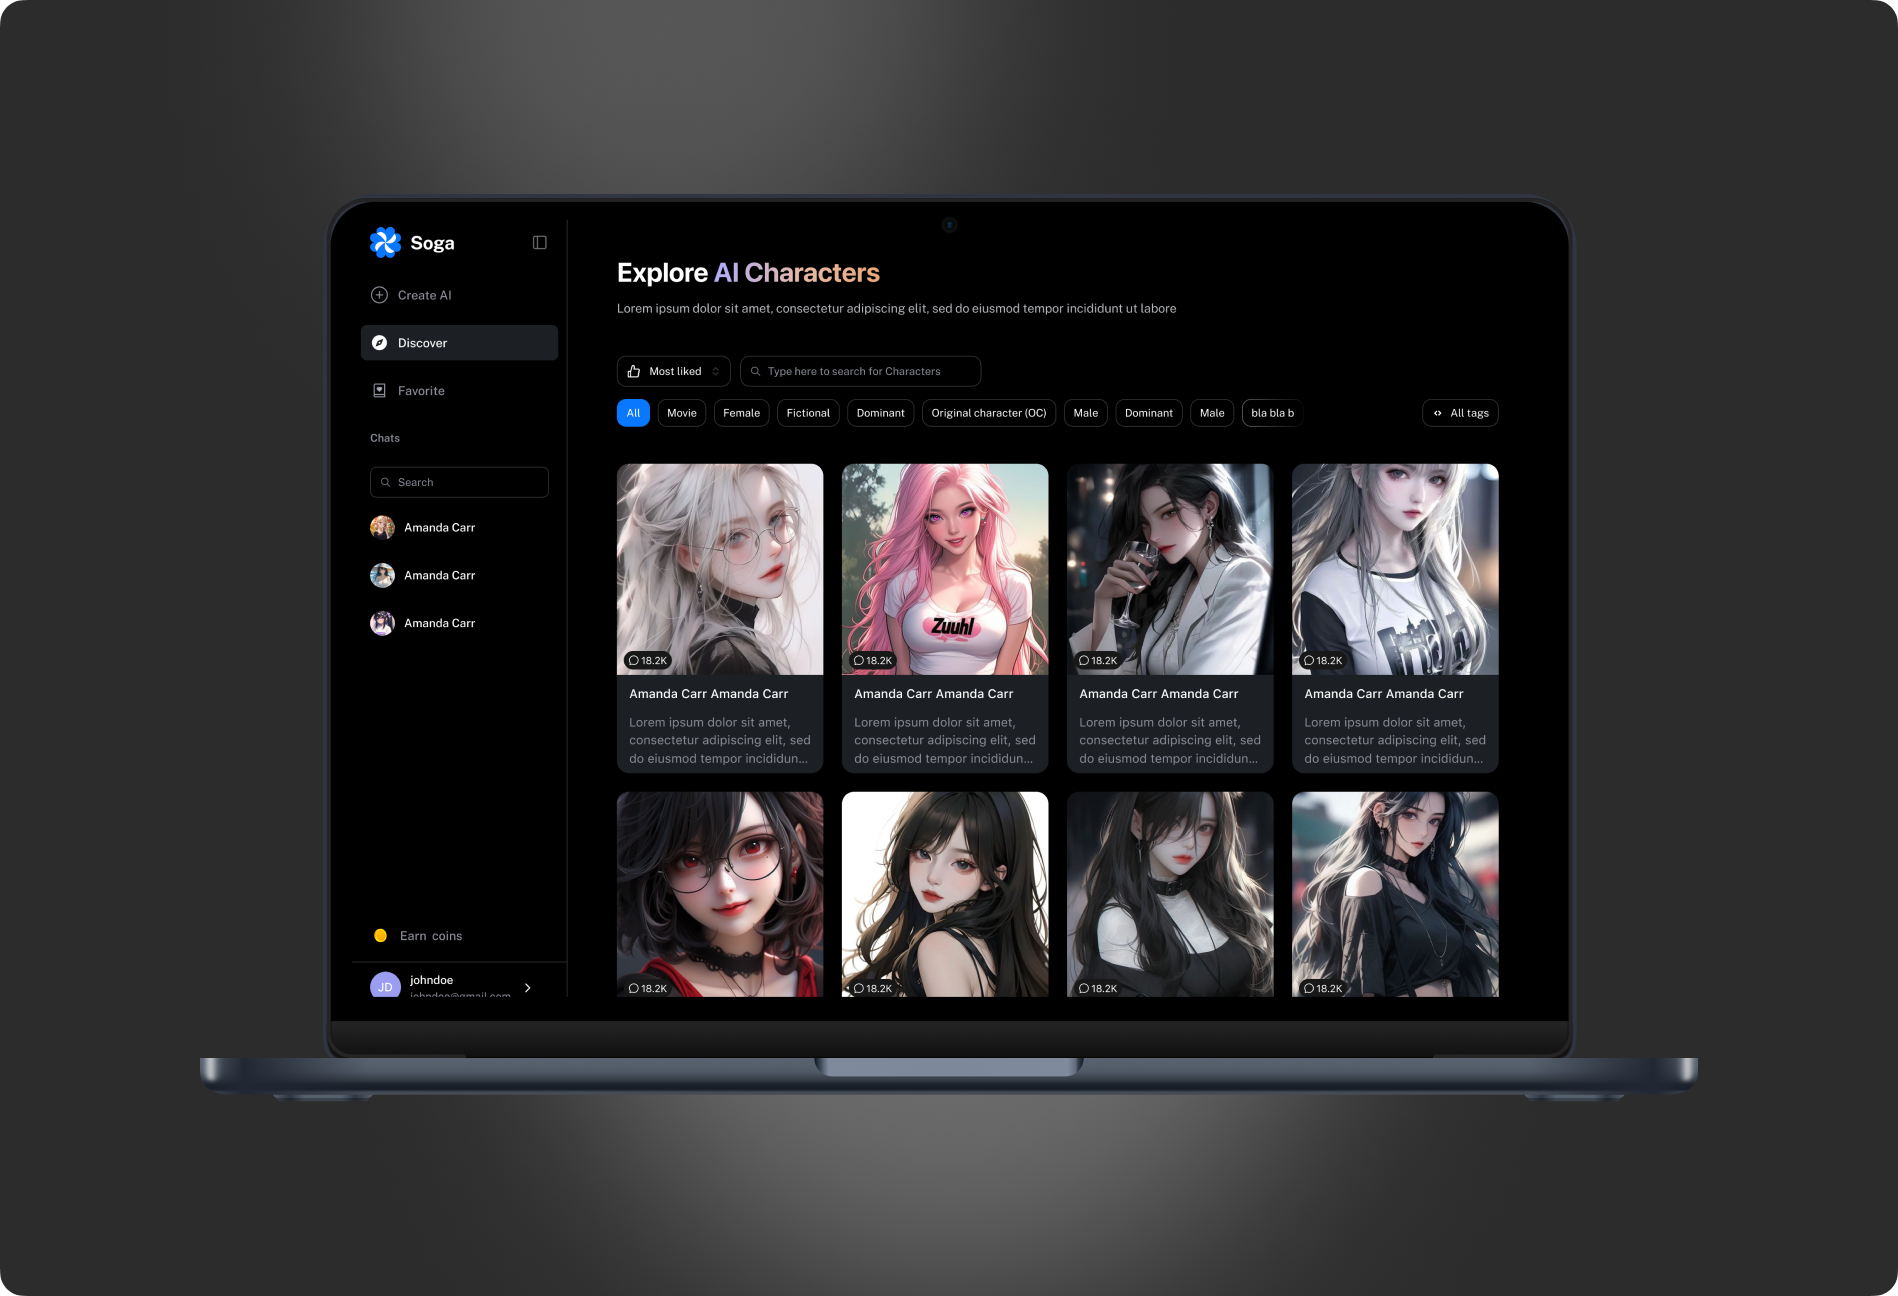 Soga
Create AI
Discover
Favorite
Chats
Search
Amanda Carr
Amanda Carr
Amanda Carr
Earn coins
JD
johndoe
johndoe@gmail.com
Explore AI Characters
Lorem ipsum dolor sit amet, consectetur adipiscing elit, sed do eiusmod tempor incididunt ut labore
Most liked
Type here to search for Characters
All Movie Female Fictional Dominant Original character (OC) Male Dominant Male bla bla b All tags
Zuuhl
18.2K 18.2K 18.2K 18.2K
Amanda Carr Amanda Carr
Lorem ipsum dolor sit amet,
consectetur adipiscing elit, sed
do eiusmod tempor incididun...
Amanda Carr Amanda Carr
Lorem ipsum dolor sit amet,
consectetur adipiscing elit, sed
do eiusmod tempor incididun...
Amanda Carr Amanda Carr
Lorem ipsum dolor sit amet,
consectetur adipiscing elit, sed
do eiusmod tempor incididun...
Amanda Carr Amanda Carr
Lorem ipsum dolor sit amet,
consectetur adipiscing elit, sed
do eiusmod tempor incididun...
18.2K 18.2K 18.2K 18.2K